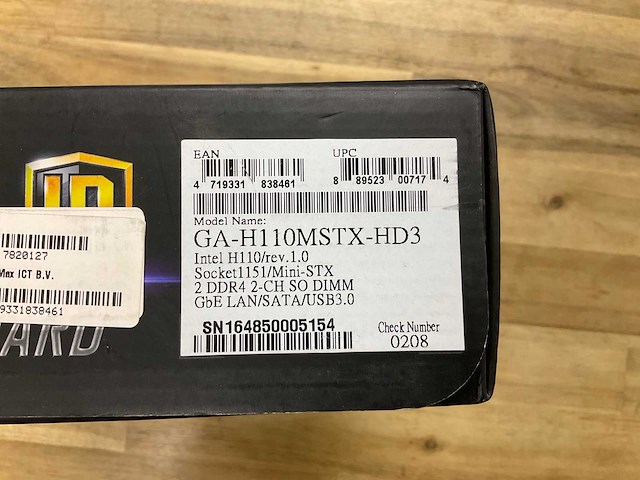 EAN
4 719331 838461
UPC
8 89523 00717 4
Model Name:
GA-H110MSTX-HD3
Intel H110/rev.1.0
Socket1151/Mini-STX
2 DDR4 2-CH SO DIMM
GbE LAN/SATA/USB3.0
SN164850005154
Check Number
0208
7820127
Max ICT B.V.
9331838461
ARD